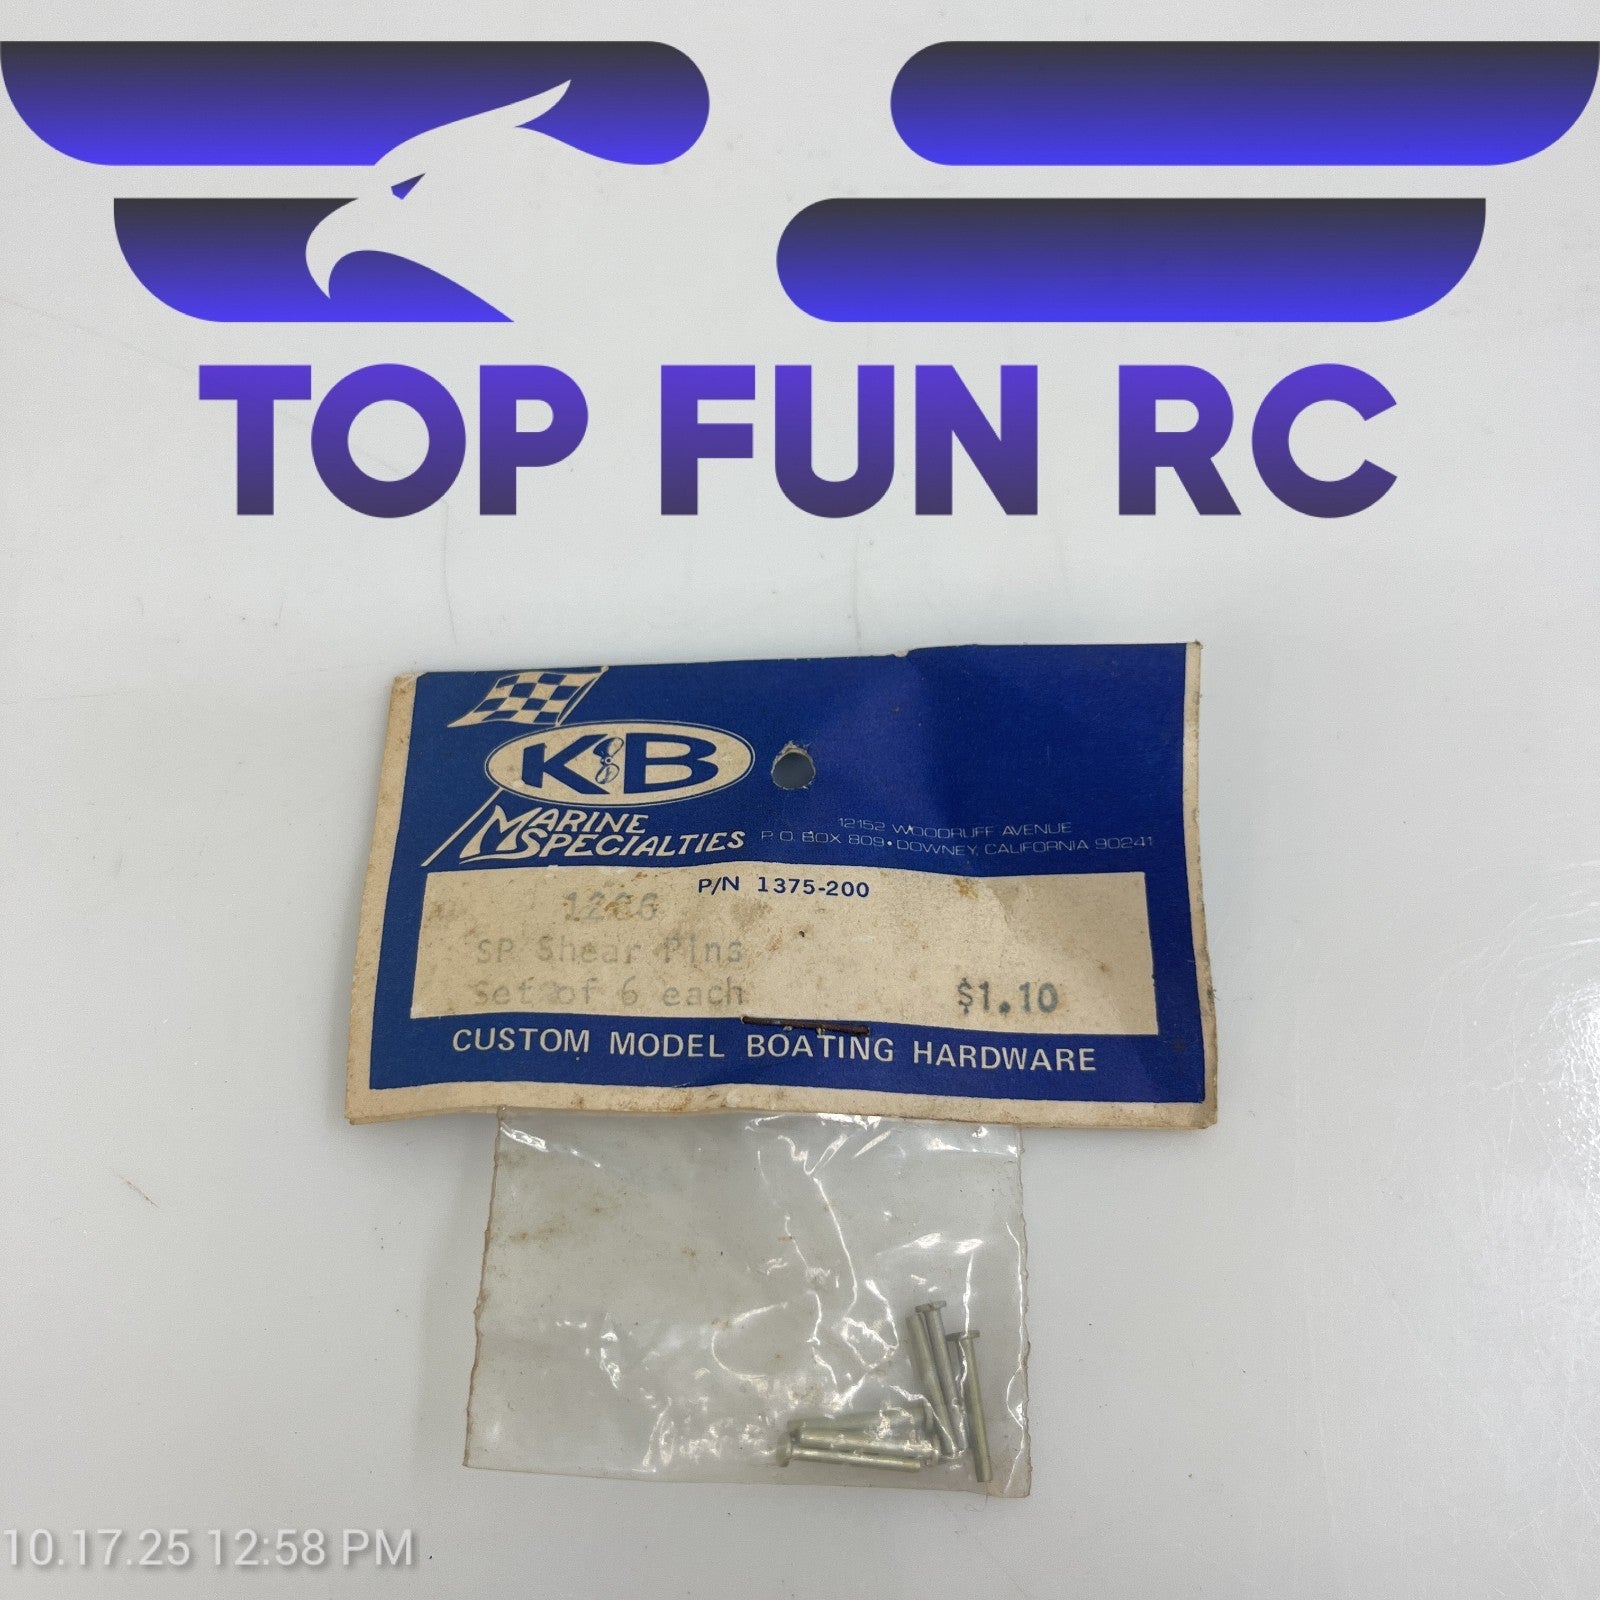 TOP FUN RC
K&B
MARINE
SPECIALTIES
12152 WOODRUFF AVENUE
P.O. BOX 809 • DOWNEY, CALIFORNIA 90241
P/N 1375-200
SP Shear Pins
Set of 6 each
$1.10
CUSTOM MODEL BOATING HARDWARE
10.17.25 12:58 PM